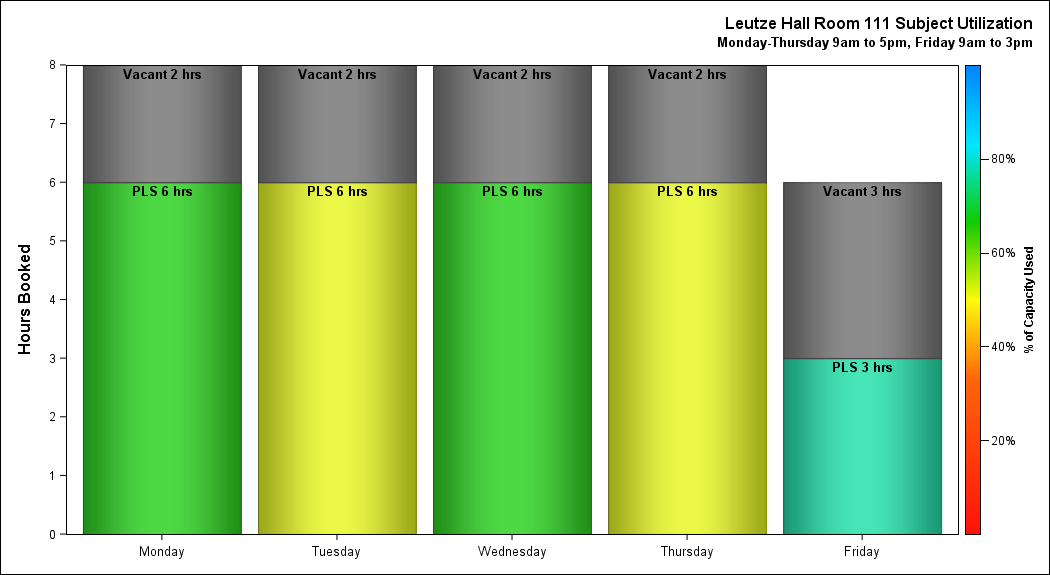 Leutze Hall Room 111 Subject Utilization
Monday-Thursday 9am to 5pm, Friday 9am to 3pm
Hours Booked
8
7
6
5
4
3
2
1
0
Vacant 2 hrs
Vacant 2 hrs
Vacant 2 hrs
Vacant 2 hrs
PLS 6 hrs
PLS 6 hrs
PLS 6 hrs
PLS 6 hrs
Vacant 3 hrs
PLS 3 hrs
Monday
Tuesday
Wednesday
Thursday
Friday
80%
60%
40%
20%
% of Capacity Used